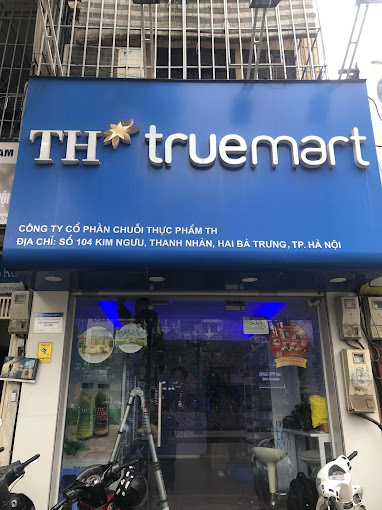 TH truemart
CÔNG TY CỔ PHẦN CHUỖI THỰC PHẨM TH
ĐỊA CHỈ: SỐ 104 KIM NGƯU, THANH NHÀN, HAI BÀ TRƯNG, TP. HÀ NỘI